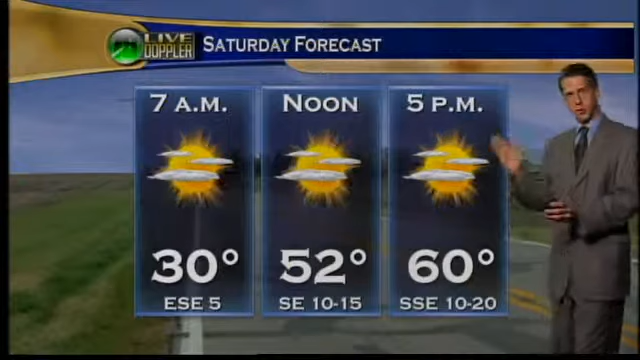 LIVE
DOPPLER
SATURDAY FORECAST
7 A.M.
NOON
5 P.M.
30°
52°
60°
ESE 5
SE 10-15
SSE 10-20